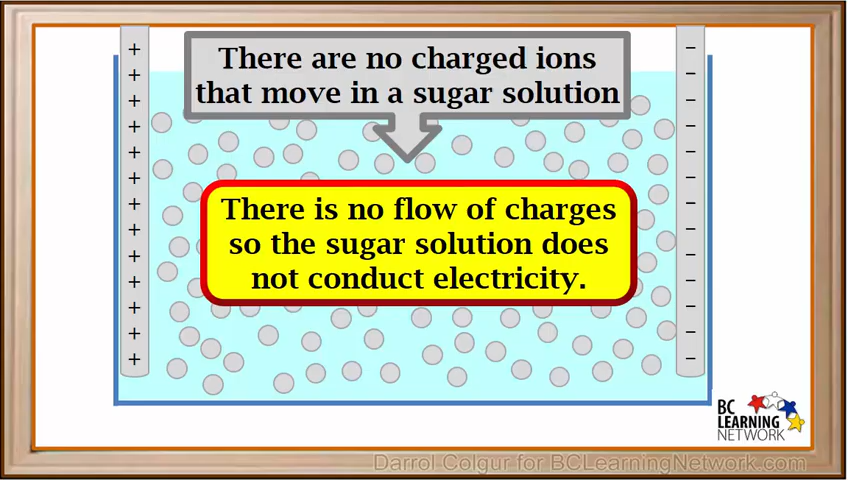 There are no charged ions
that move in a sugar solution
There is no flow of charges
so the sugar solution does
not conduct electricity.
+
+
+
+
+
+
+
+
+
+
+
+
+
−
−
−
−
−
−
−
−
−
−
−
−
−
BC
LEARNING
NETWORK
Darrol Colgur for BCLearningNetwork.com